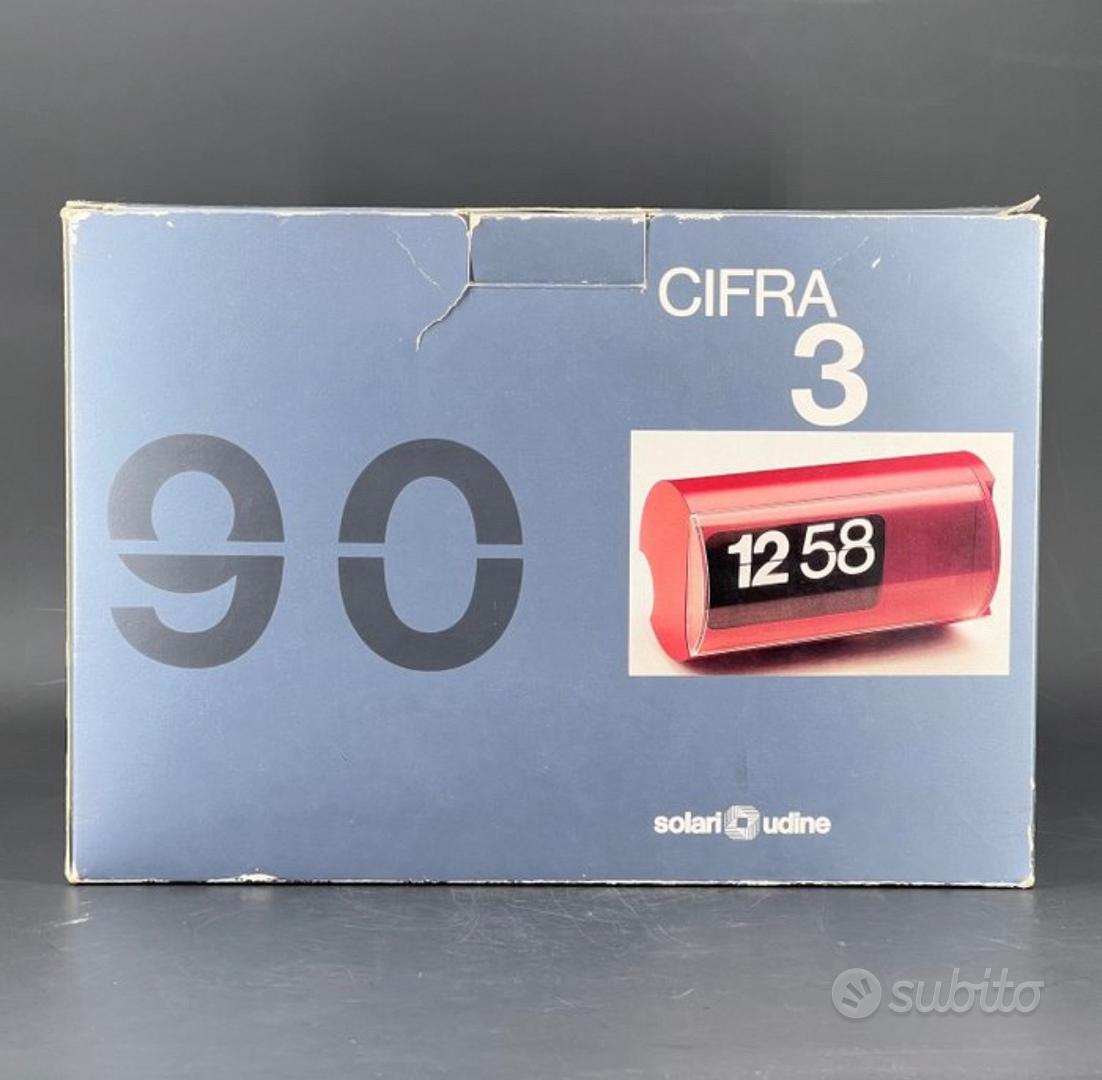 CIFRA
3
90
12 58
solari udine
subito